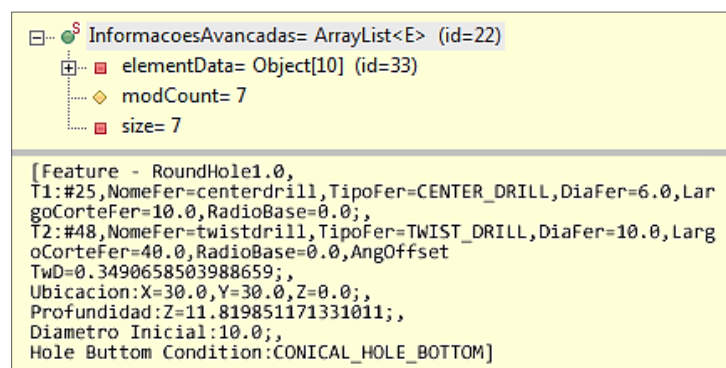 InformacoesAvancadas= ArrayList<E> (id=22)
elementData= Object[10] (id=33)
modCount= 7
size= 7
[Feature - RoundHole1.0,
T1:#25,NomeFer=centerdrill,TipoFer=CENTER_DRILL,DiaFer=6.0,Lar
goCorteFer=10.0,RadioBase=0.0;,
T2:#48,NomeFer=twistdrill,TipoFer=TWIST_DRILL,DiaFer=10.0,Larg
oCorteFer=40.0,RadioBase=0.0,AngOffset
TwD=0.3490658503988659;,
Ubicacion:X=30.0,Y=30.0,Z=0.0;,
Profundidad:Z=11.819851171331011;,
Diametro Inicial:10.0;,
Hole Buttom Condition:CONICAL_HOLE_BOTTOM]